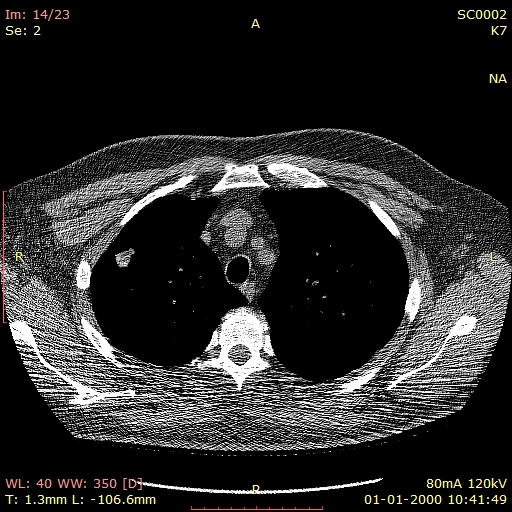 Im: 14/23
Se: 2
A
SC0002
K7
NA
R
L
WL: 40 WW: 350 [D]
T: 1.3mm L: -106.6mm
P
80mA 120kV
01-01-2000 10:41:49